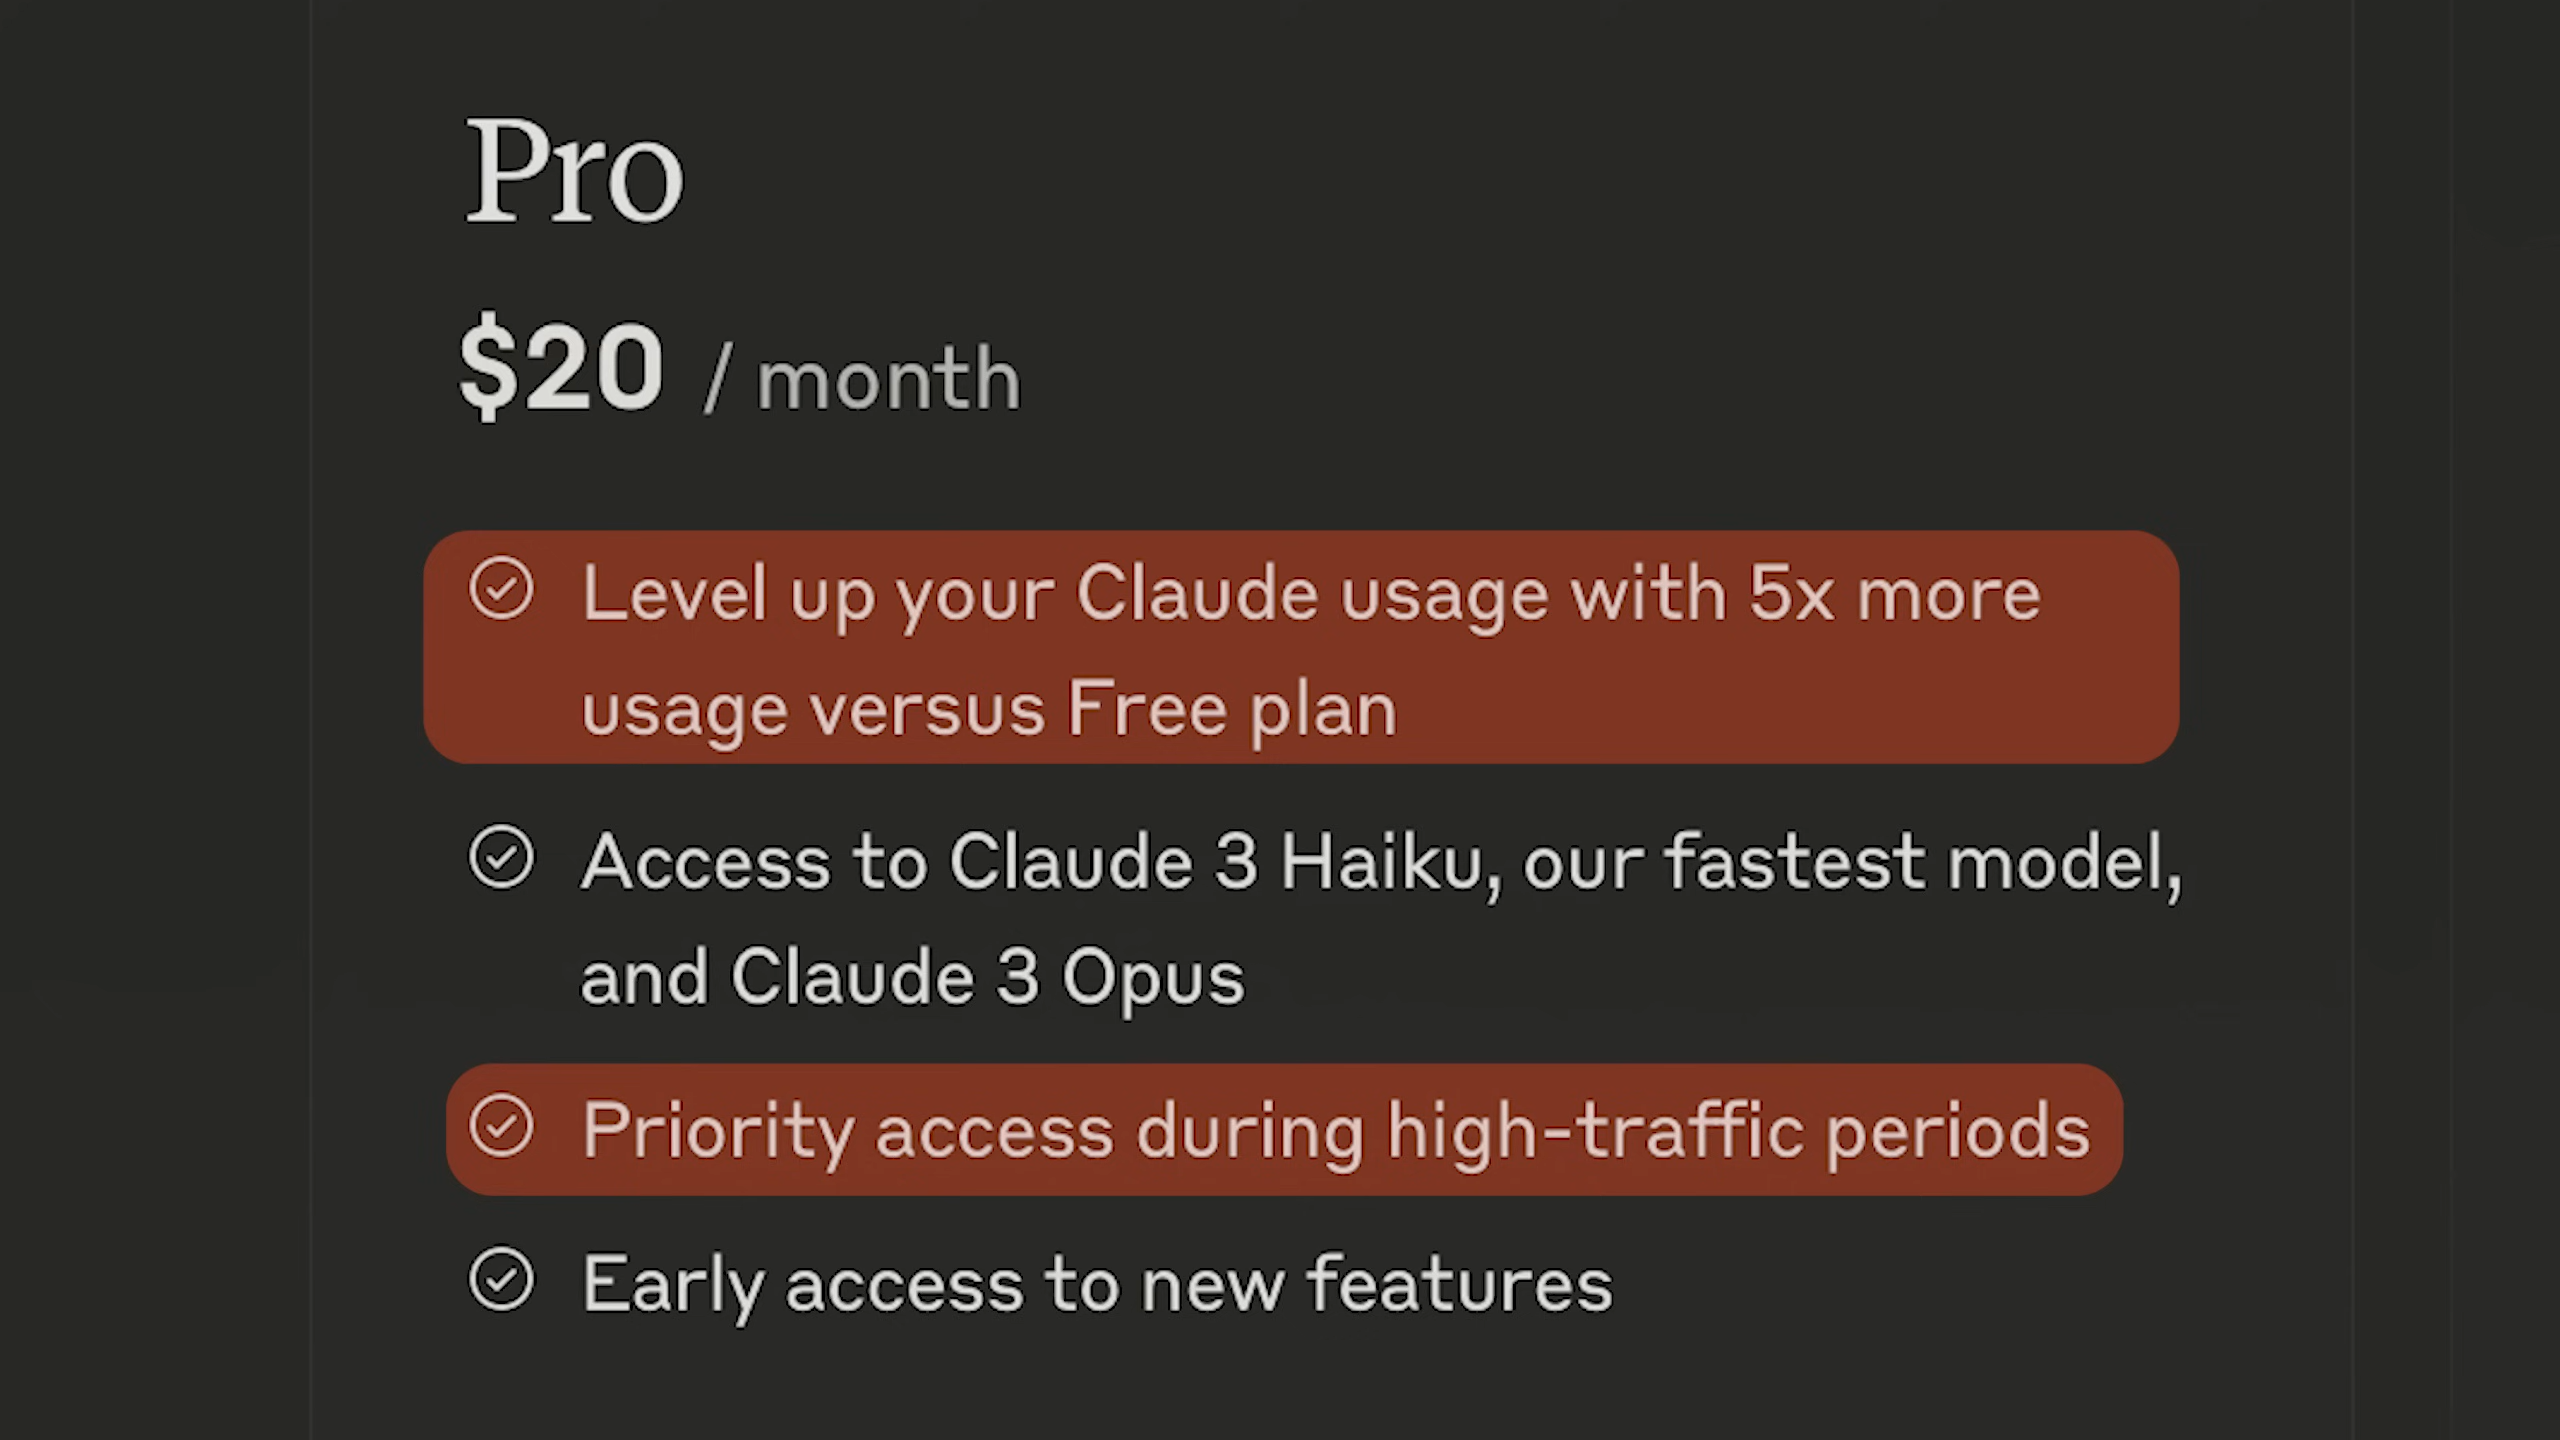 Pro
$20 / month
Level up your Claude usage with 5x more
usage versus Free plan
Access to Claude 3 Haiku, our fastest model,
and Claude 3 Opus
Priority access during high-traffic periods
Early access to new features